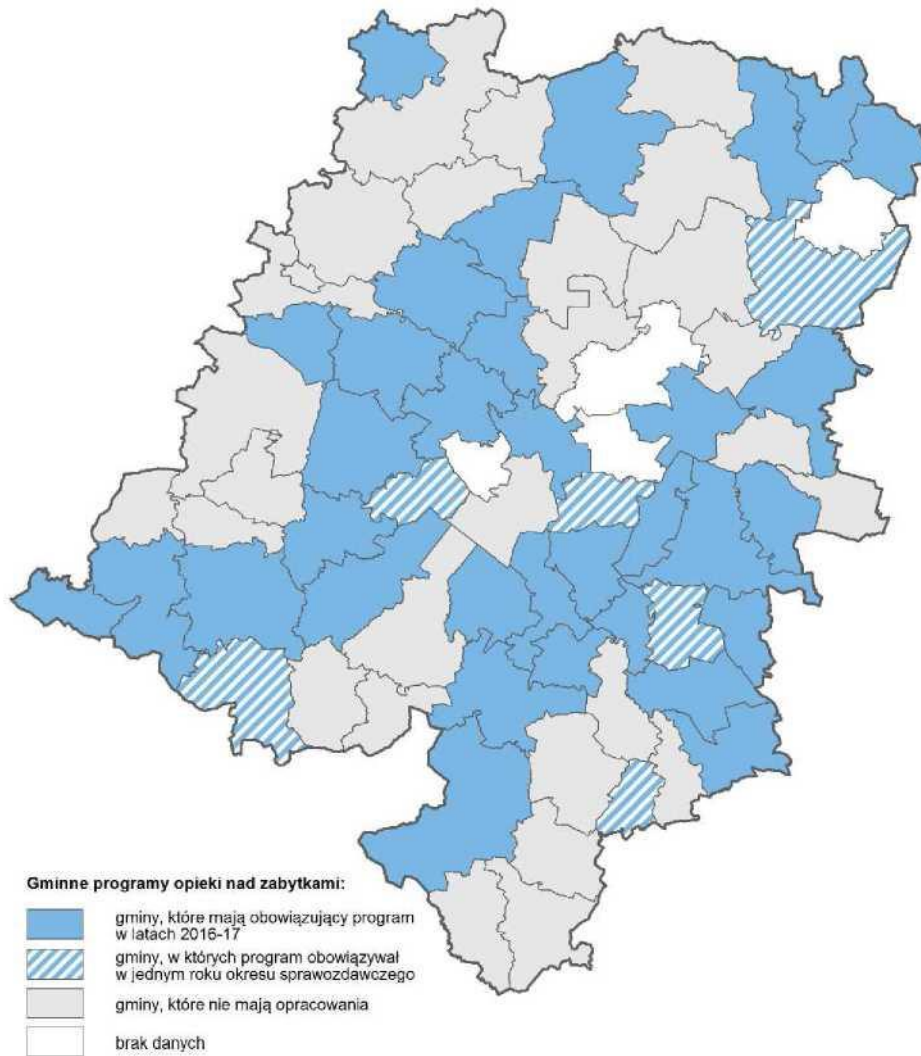 Gminne programy opieki nad zabytkami:
gminy, które mają obowiązujący program
w latach 2016-17
gminy, w których program obowiązywał
w jednym roku okresu sprawozdawczego
gminy, które nie mają opracowania
brak danych